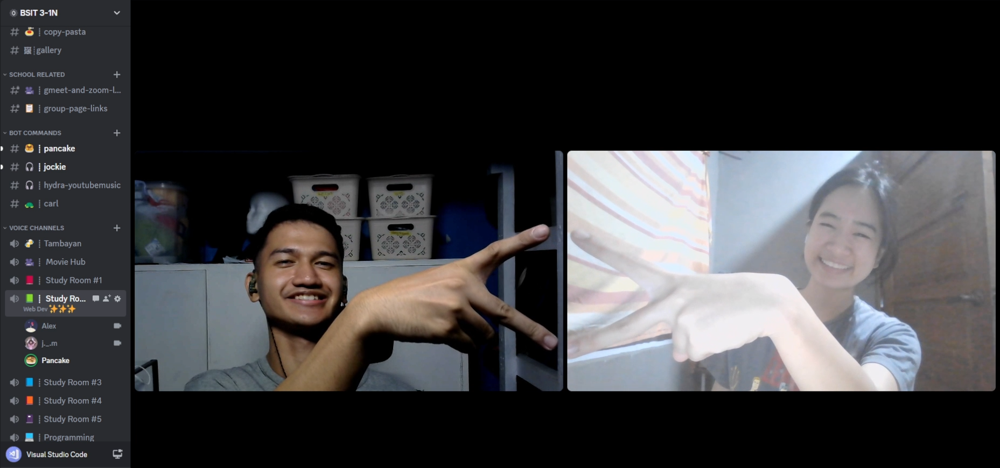 BSIT 3-1N
copy-pasta
gallery
SCHOOL RELATED
gmeet-and-zoom-l...
group-page-links
BOT COMMANDS
pancake
jockie
hydra-youtubemusic
carl
VOICE CHANNELS
Tambayan
Movie Hub
Study Room #1
Study Ro...
Web Dev ✨✨✨
Alex
j._.m
Pancake
Study Room #3
Study Room #4
Study Room #5
Programming
Visual Studio Code